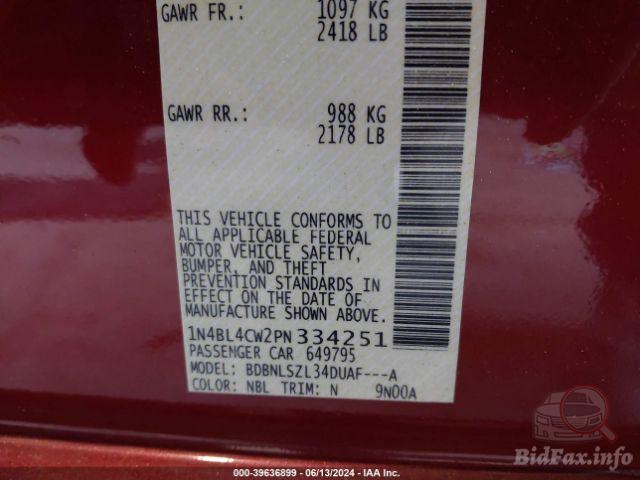 GAWR FR.: 1097 KG
2418 LB
GAWR RR.: 988 KG
2178 LB
THIS VEHICLE CONFORMS TO
ALL APPLICABLE FEDERAL
MOTOR VEHICLE SAFETY,
BUMPER, AND THEFT
PREVENTION STANDARDS IN
EFFECT ON THE DATE OF
MANUFACTURE SHOWN ABOVE.
1N4BL4CW2PN334251
PASSENGER CAR 649795
MODEL: BDBNLSZL34DUAF---A
COLOR: NBL TRIM: N 9N00A
BidFax.info
000-39636899 - 06/13/2024 - IAA Inc.